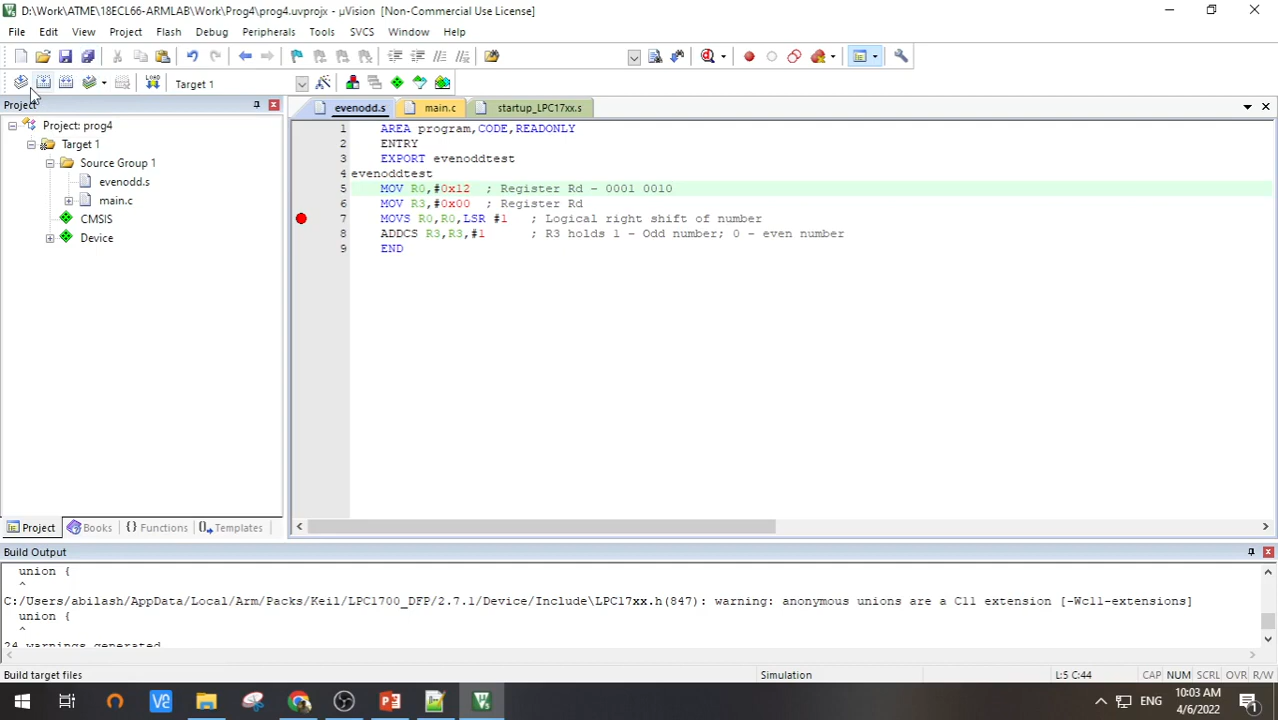 D:\Work\ATME\18ECL66-ARMLAB\Work\Prog4\prog4.uvprojx - µVision [Non-Commercial Use License]
File Edit View Project Flash Debug Peripherals Tools SVCS Window Help
LOAD Target 1
Project evenodd.s main.c startup_LPC17xx.s
Project: prog4
Target 1
Source Group 1
evenodd.s
main.c
CMSIS
Device
1 AREA program,CODE,READONLY
2 ENTRY
3 EXPORT evenoddtest
4 evenoddtest
5 MOV R0,#0x12 ; Register Rd - 0001 0010
6 MOV R3,#0x00 ; Register Rd
7 MOVS R0,R0,LSR #1 ; Logical right shift of number
8 ADDCS R3,R3,#1 ; R3 holds 1 - Odd number; 0 - even number
9 END
Project Books {} Functions Templates
Build Output
union {
^
C:/Users/abilash/AppData/Local/Arm/Packs/Keil/LPC1700_DFP/2.7.1/Device/Include\LPC17xx.h(847): warning: anonymous unions are a C11 extension [-Wc11-extensions]
union {
^
24 warnings generated
Build target files Simulation L:5 C:44 CAP NUM SCRL OVR R/W
ENG 10:03 AM
4/6/2022